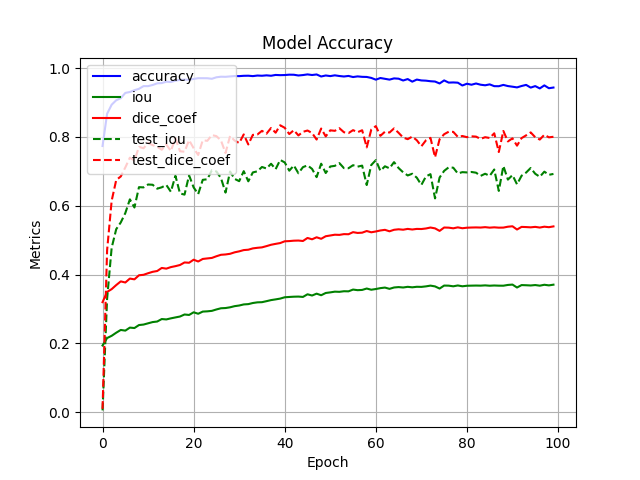 Model Accuracy
Metrics
1.0
0.8
0.6
0.4
0.2
0.0
accuracy
iou
dice_coef
test_iou
test_dice_coef
0
20
40
60
80
100
Epoch